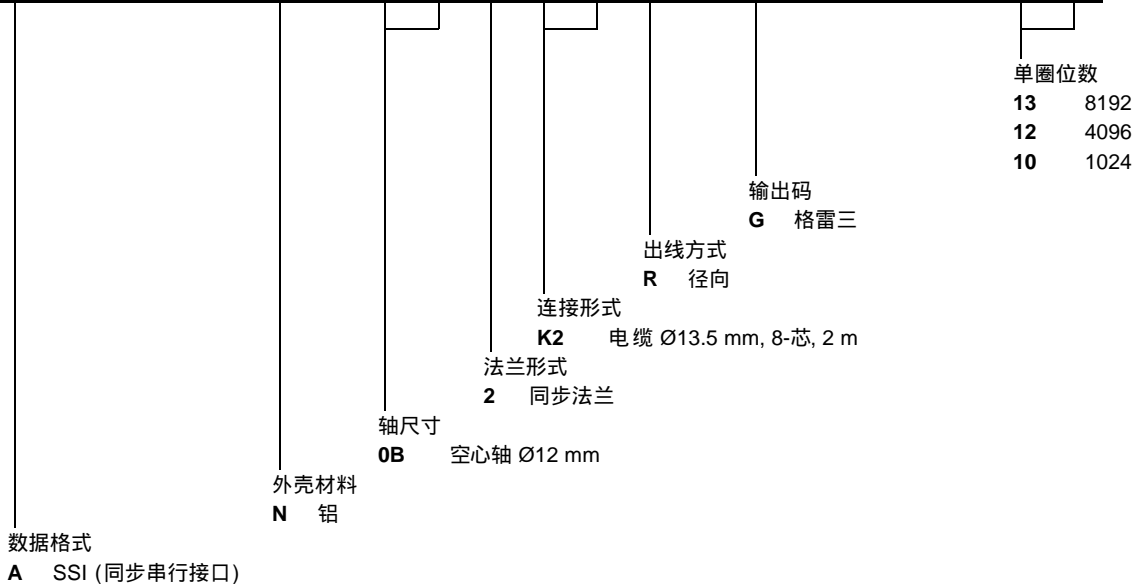 单圈位数
13 8192
12 4096
10 1024
输出码
G 格雷三
出线方式
R 径向
连接形式
K2 电缆 Ø13.5 mm, 8-芯, 2 m
法兰形式
2 同步法兰
轴尺寸
0B 空心轴 Ø12 mm
外壳材料
N 铝
数据格式
A SSI (同步串行接口)